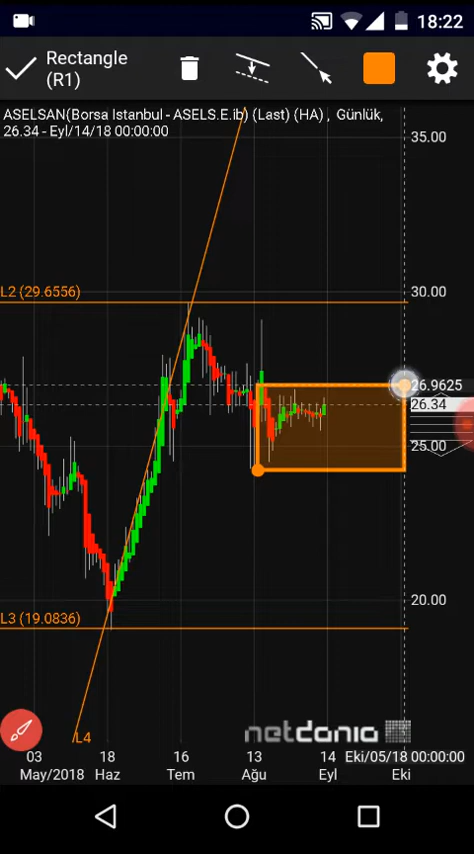 18:22
Rectangle
(R1)
ASELSAN(Borsa Istanbul - ASELS.E.ib) (Last) (HA) , Günlük,
26.34 - Eyl/14/18 00:00:00
35.00
L2 (29.6556)
30.00
26.9625
26.34
25.00
L3 (19.0836)
20.00
netdania
L4
03 18 16 13 14 Eki/05/18 00:00:00
May/2018 Haz Tem Ağu Eyl Eki